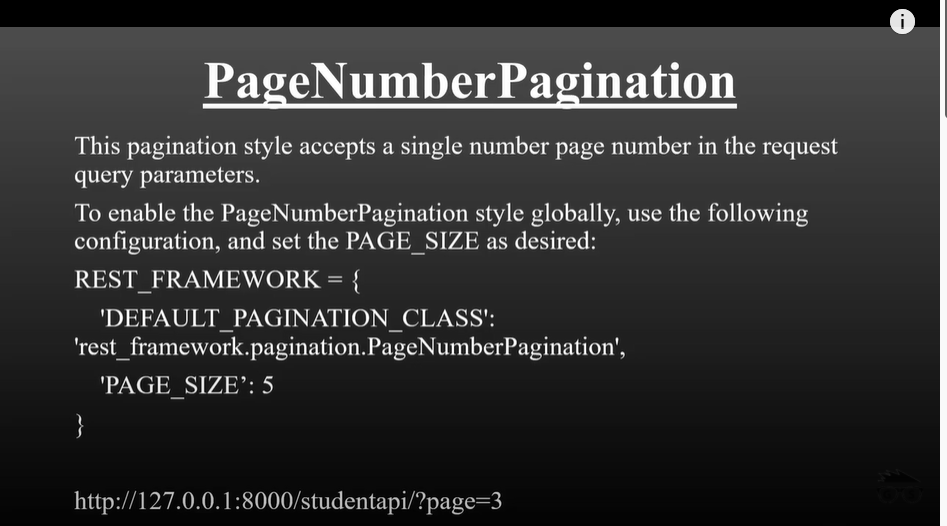 PageNumberPagination
This pagination style accepts a single number page number in the request
query parameters.
To enable the PageNumberPagination style globally, use the following
configuration, and set the PAGE_SIZE as desired:
REST_FRAMEWORK = {
'DEFAULT_PAGINATION_CLASS':
'rest_framework.pagination.PageNumberPagination',
'PAGE_SIZE’: 5
}
http://127.0.0.1:8000/studentapi/?page=3